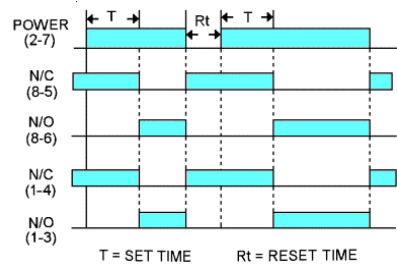 POWER
(2-7)
T
Rt
T
N/C
(8-5)
N/O
(8-6)
N/C
(1-4)
N/O
(1-3)
T = SET TIME
Rt = RESET TIME